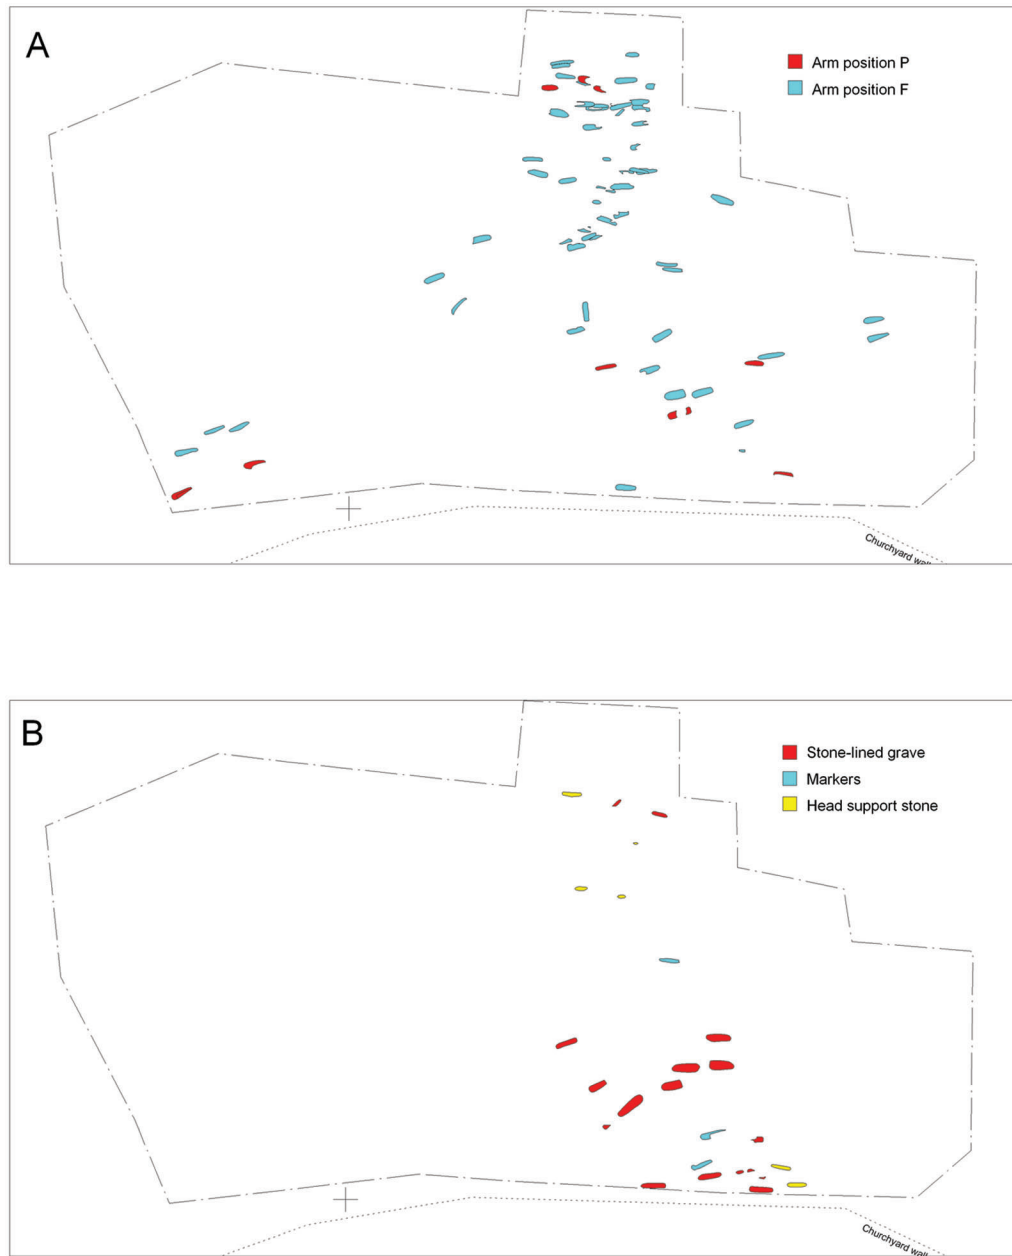 A
Arm position P
Arm position F
Churchyard wall
B
Stone-lined grave
Markers
Head support stone
Churchyard wall